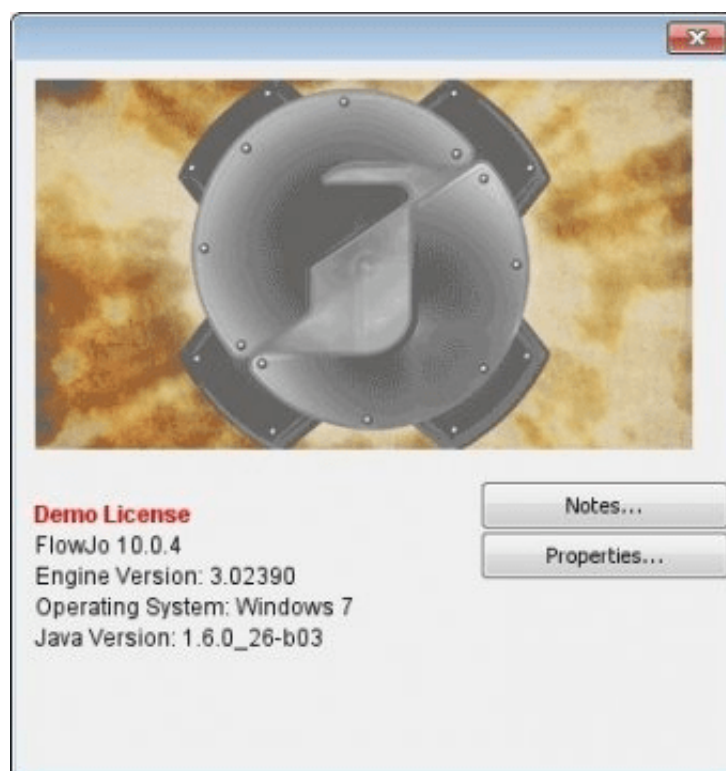 Demo License
FlowJo 10.0.4
Engine Version: 3.02390
Operating System: Windows 7
Java Version: 1.6.0_26-b03
Notes...
Properties...